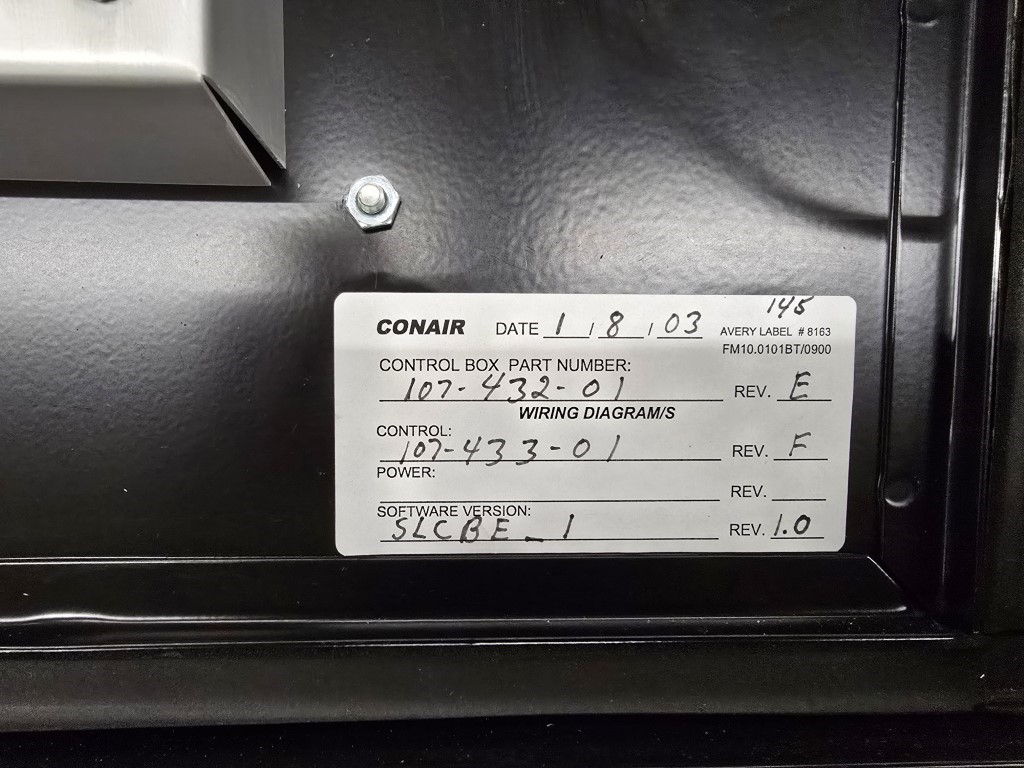 145
CONAIR DATE 1 / 8 / 03 AVERY LABEL # 8163
FM10.0101BT/0900
CONTROL BOX PART NUMBER:
107-432-01 REV. E
WIRING DIAGRAM/S
CONTROL:
107-433-01 REV. F
POWER:
REV.
SOFTWARE VERSION:
SLCBE_1 REV. 1.0